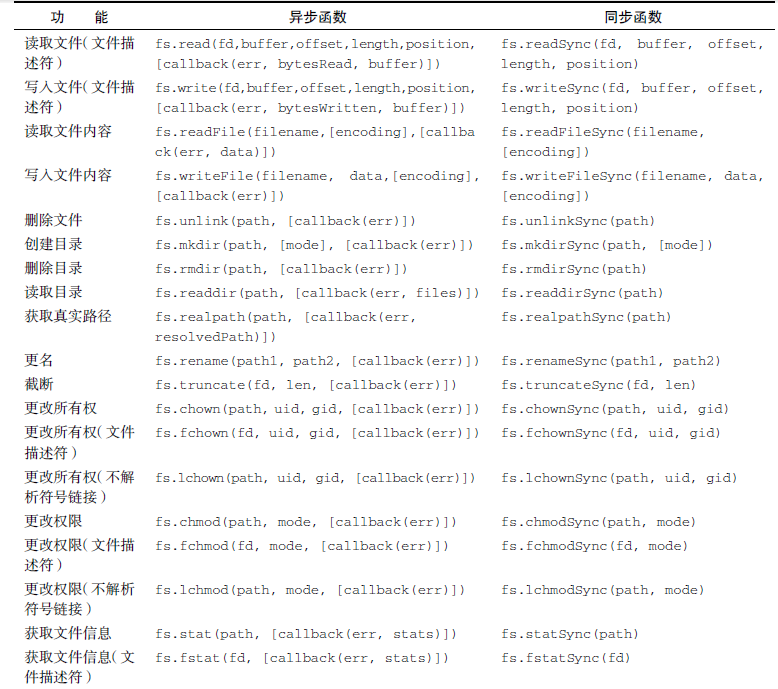 功 能 异步函数 同步函数
读取文件(文件描 fs.read(fd,buffer,offset,length,position, fs.readSync(fd, buffer, offset,
述符) [callback(err, bytesRead, buffer)]) length, position)
写入文件(文件描 fs.write(fd,buffer,offset,length,position, fs.writeSync(fd, buffer, offset,
述符) [callback(err, bytesWritten, buffer)]) length, position)
读取文件内容 fs.readFile(filename,[encoding],[callba fs.readFileSync(filename,
ck(err, data)]) [encoding])
写入文件内容 fs.writeFile(filename, data,[encoding], fs.writeFileSync(filename, data,
[callback(err)]) [encoding])
删除文件 fs.unlink(path, [callback(err)]) fs.unlinkSync(path)
创建目录 fs.mkdir(path, [mode], [callback(err)]) fs.mkdirSync(path, [mode])
删除目录 fs.rmdir(path, [callback(err)]) fs.rmdirSync(path)
读取目录 fs.readdir(path, [callback(err, files)]) fs.readdirSync(path)
获取真实路径 fs.realpath(path, [callback(err, fs.realpathSync(path)
resolvedPath)])
更名 fs.rename(path1, path2, [callback(err)]) fs.renameSync(path1, path2)
截断 fs.truncate(fd, len, [callback(err)]) fs.truncateSync(fd, len)
更改所有权 fs.chown(path, uid, gid, [callback(err)]) fs.chownSync(path, uid, gid)
更改所有权(文件 fs.fchown(fd, uid, gid, [callback(err)]) fs.fchownSync(fd, uid, gid)
描述符)
更改所有权(不解 fs.lchown(path, uid, gid, [callback(err)]) fs.lchownSync(path, uid, gid)
析符号链接)
更改权限 fs.chmod(path, mode, [callback(err)]) fs.chmodSync(path, mode)
更改权限(文件描 fs.fchmod(fd, mode, [callback(err)]) fs.fchmodSync(fd, mode)
述符)
更改权限(不解析 fs.lchmod(path, mode, [callback(err)]) fs.lchmodSync(path, mode)
符号链接)
获取文件信息 fs.stat(path, [callback(err, stats)]) fs.statSync(path)
获取文件信息(文 fs.fstat(fd, [callback(err, stats)]) fs.fstatSync(fd)
件描述符)